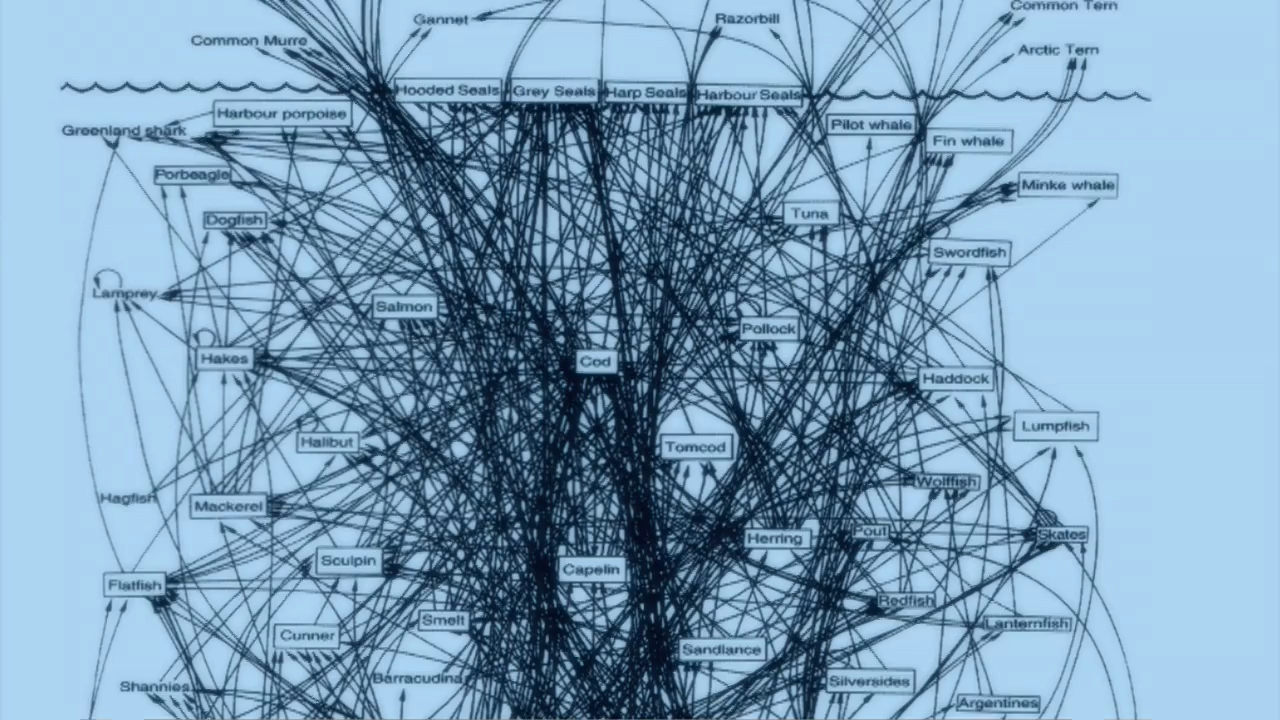 Common Tern
Gannet
Razorbill
Common Murre
Arctic Tern
Hooded Seals
Grey Seals
Harp Seals
Harbour Seals
Harbour porpoise
Pilot whale
Greenland shark
Fin whale
Porbeagle
Minke whale
Dogfish
Tuna
Swordfish
Lamprey
Salmon
Pollock
Hakes
Cod
Haddock
Lumpfish
Halibut
Tomcod
Wolffish
Hagfish
Mackerel
Herring
Pout
Skates
Sculpin
Capelin
Flatfish
Redfish
Smelt
Lanternfish
Cunner
Sandlance
Barracudina
Silversides
Shannies
Argentines